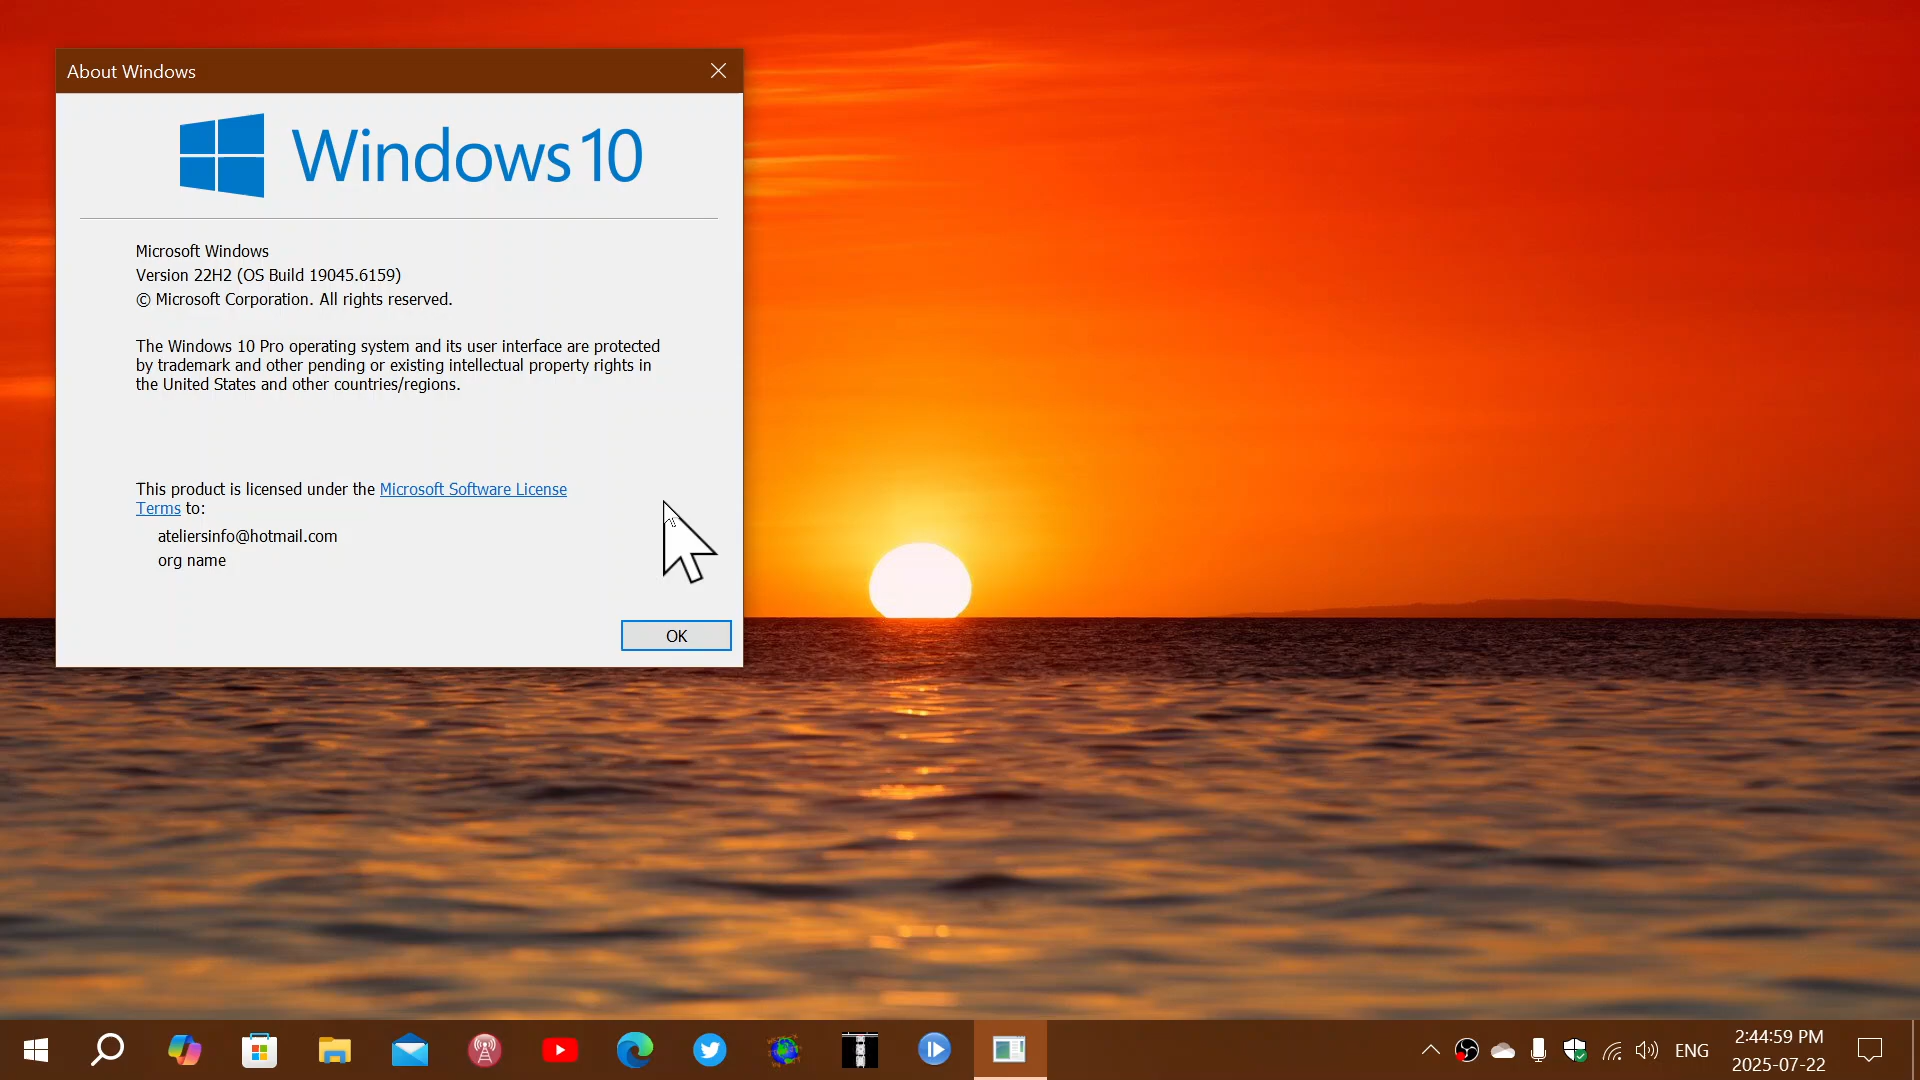 About Windows
Windows 10
Microsoft Windows
Version 22H2 (OS Build 19045.6159)
© Microsoft Corporation. All rights reserved.
The Windows 10 Pro operating system and its user interface are protected
by trademark and other pending or existing intellectual property rights in
the United States and other countries/regions.
This product is licensed under the Microsoft Software License
Terms to:
ateliersinfo@hotmail.com
org name
OK
ENG
2:44:59 PM
2025-07-22